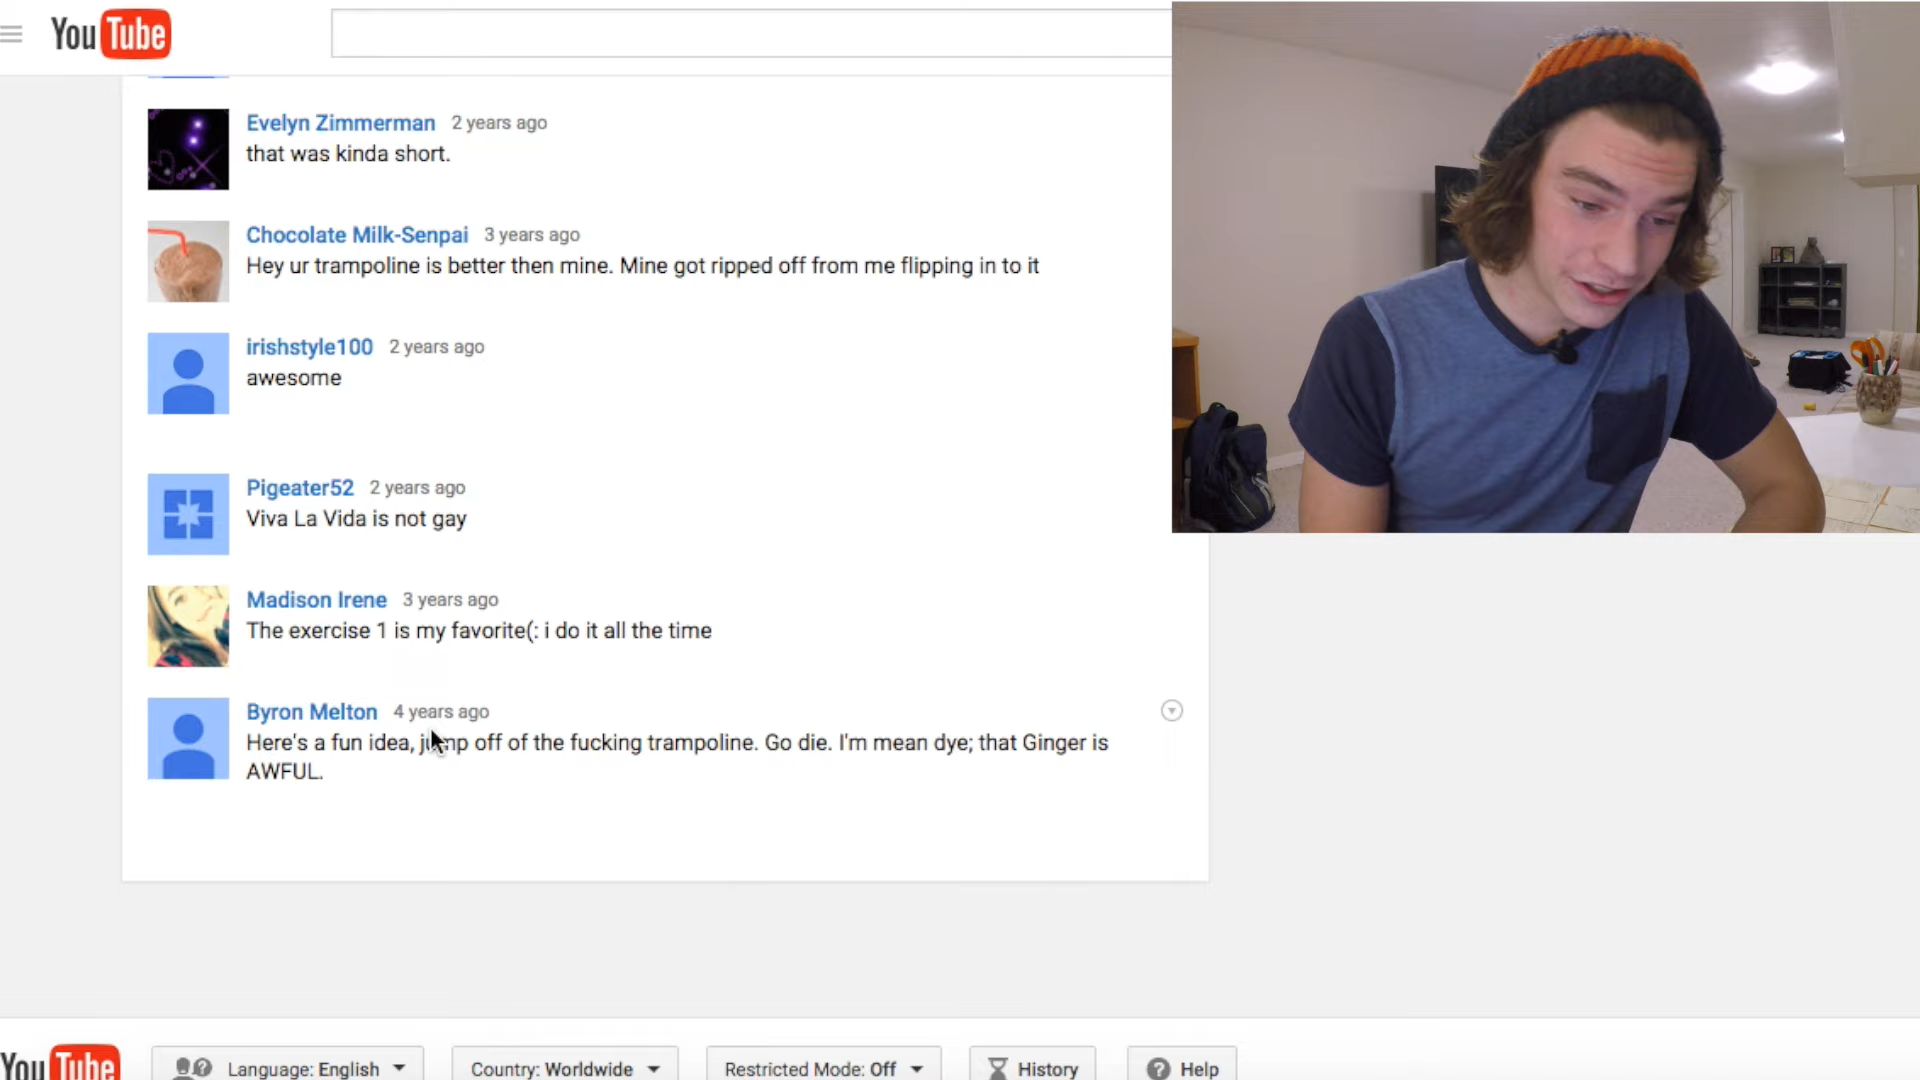 YouTube
Evelyn Zimmerman 2 years ago
that was kinda short.
Chocolate Milk-Senpai 3 years ago
Hey ur trampoline is better then mine. Mine got ripped off from me flipping in to it
irishstyle100 2 years ago
awesome
Pigeater52 2 years ago
Viva La Vida is not gay
Madison Irene 3 years ago
The exercise 1 is my favorite(: i do it all the time
Byron Melton 4 years ago
Here's a fun idea, jump off of the fucking trampoline. Go die. I'm mean dye; that Ginger is
AWFUL.
YouTube Language: English Country: Worldwide Restricted Mode: Off History Help